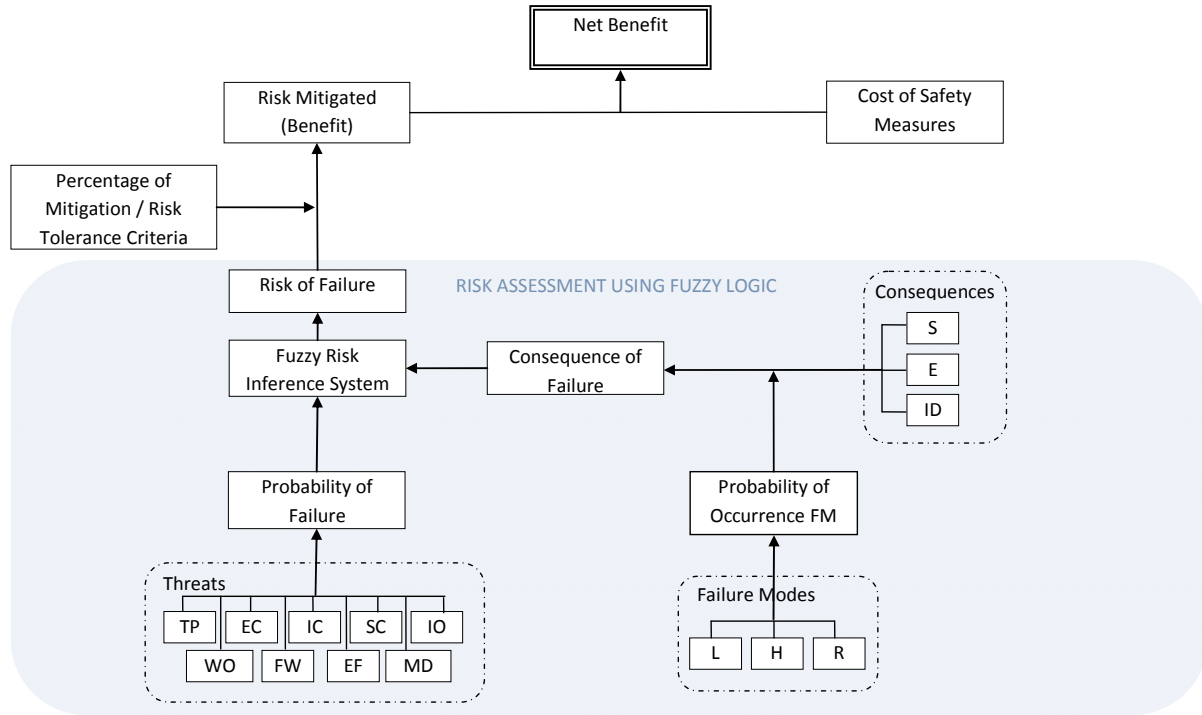 Net Benefit
Risk Mitigated
(Benefit)
Cost of Safety
Measures
Percentage of
Mitigation / Risk
Tolerance Criteria
RISK ASSESSMENT USING FUZZY LOGIC
Risk of Failure
Consequences
S
E
ID
Fuzzy Risk
Inference System
Consequence of
Failure
Probability of
Failure
Probability of
Occurrence FM
Threats
TP EC IC SC IO
WO FW EF MD
Failure Modes
L H R